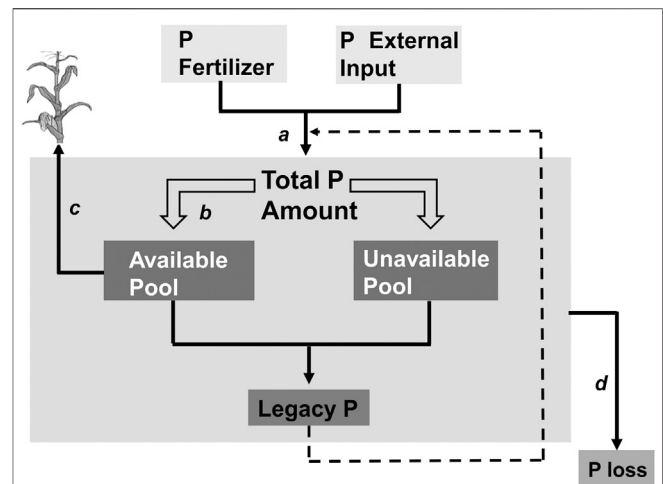 P
Fertilizer
P External
Input
a
Total P
Amount
b
c
Available
Pool
Unavailable
Pool
Legacy P
d
P loss